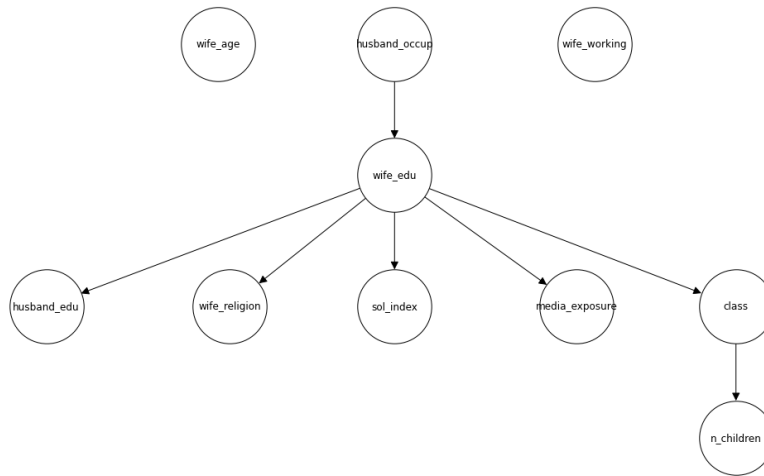 wife_age
husband_occup
wife_working
wife_edu
husband_edu
wife_religion
sol_index
media_exposure
class
n_children